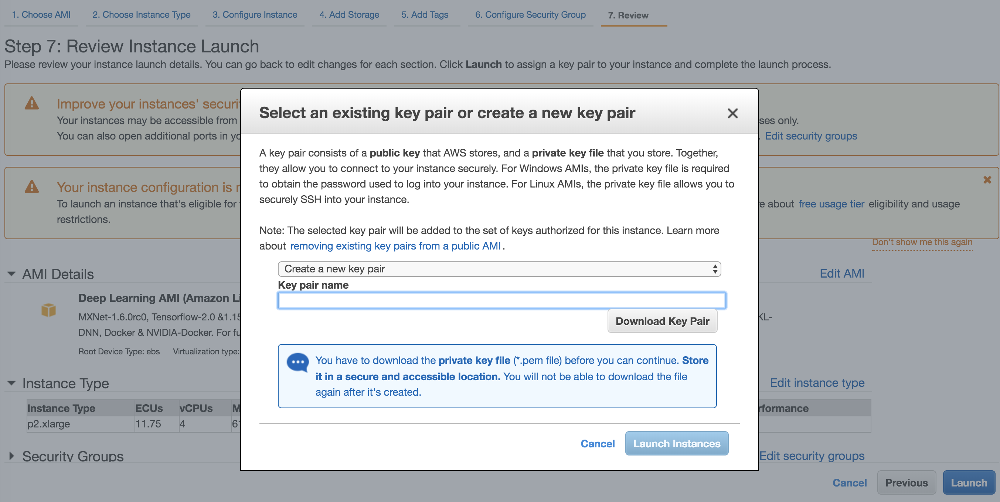 1. Choose AMI 2. Choose Instance Type 3. Configure Instance 4. Add Storage 5. Add Tags 6. Configure Security Group 7. Review
Step 7: Review Instance Launch
Please review your instance launch details. You can go back to edit changes for each section. Click Launch to assign a key pair to your instance and complete the launch process.
Improve your instances'
Your instances may be accessible from
only.
You can also open additional ports in
Edit security groups
Your instance configuration is
To launch an instance that's eligible for
about free usage tier eligibility and usage
restrictions.
Don't show me this again
Select an existing key pair or create a new key pair
A key pair consists of a public key that AWS stores, and a private key file that you store. Together,
they allow you to connect to your instance securely. For Windows AMIs, the private key file is required
to obtain the password used to log into your instance. For Linux AMIs, the private key file allows you to
securely SSH into your instance.
Note: The selected key pair will be added to the set of keys authorized for this instance. Learn more
about removing existing key pairs from a public AMI.
Create a new key pair
Key pair name
Download Key Pair
You have to download the private key file (*.pem file) before you can continue. Store
it in a secure and accessible location. You will not be able to download the file
again after it's created.
Cancel Launch Instances
AMI Details
Edit AMI
Deep Learning AMI (Amazon
MXNet-1.6.0rc0, Tensorflow-2.0 &1.15
DNN, Docker & NVIDIA-Docker. For
Root Device Type: ebs Virtualization type:
Instance Type
Edit instance type
Instance Type ECUs vCPUs
p2.xlarge 11.75 4
Security Groups
Edit security groups
Cancel Previous Launch